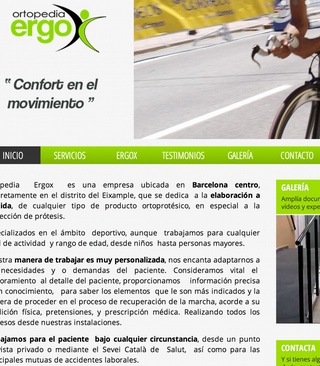 ortopedia
ergo
" Confort en el
movimiento "
INICIO SERVICIOS ERGOX TESTIMONIOS GALERÍA CONTACTO
pedia Ergox es una empresa ubicada en Barcelona centro,
retamente en el distrito del Eixample, que se dedica a la elaboración a
ida, de cualquier tipo de producto ortoprotésico, en especial a la
ección de prótesis.
ecializados en el ámbito deportivo, aunque trabajamos para cualquier
l de actividad y rango de edad, desde niños hasta personas mayores.
stra manera de trabajar es muy personalizada, nos encanta adaptarnos a
necesidades y o demandas del paciente. Consideramos vital el
oramiento al detalle del paciente, proporcionamos información precisa
n conocimiento, para saber los elementos que le son más indicados y la
era de proceder en el proceso de recuperación de la marcha, acorde a su
dición física, pretensiones, y prescripción médica. Realizando todos los
esos desde nuestras instalaciones.
ajamos para el paciente bajo cualquier circunstancia, desde un punto
ista privado o mediante el Sevei Català de Salut, así como para las
cipales mutuas de accidentes laborales.
GALERÍA
Amplía docum
vídeos y exper
CONTACTA
Y si tienes alg